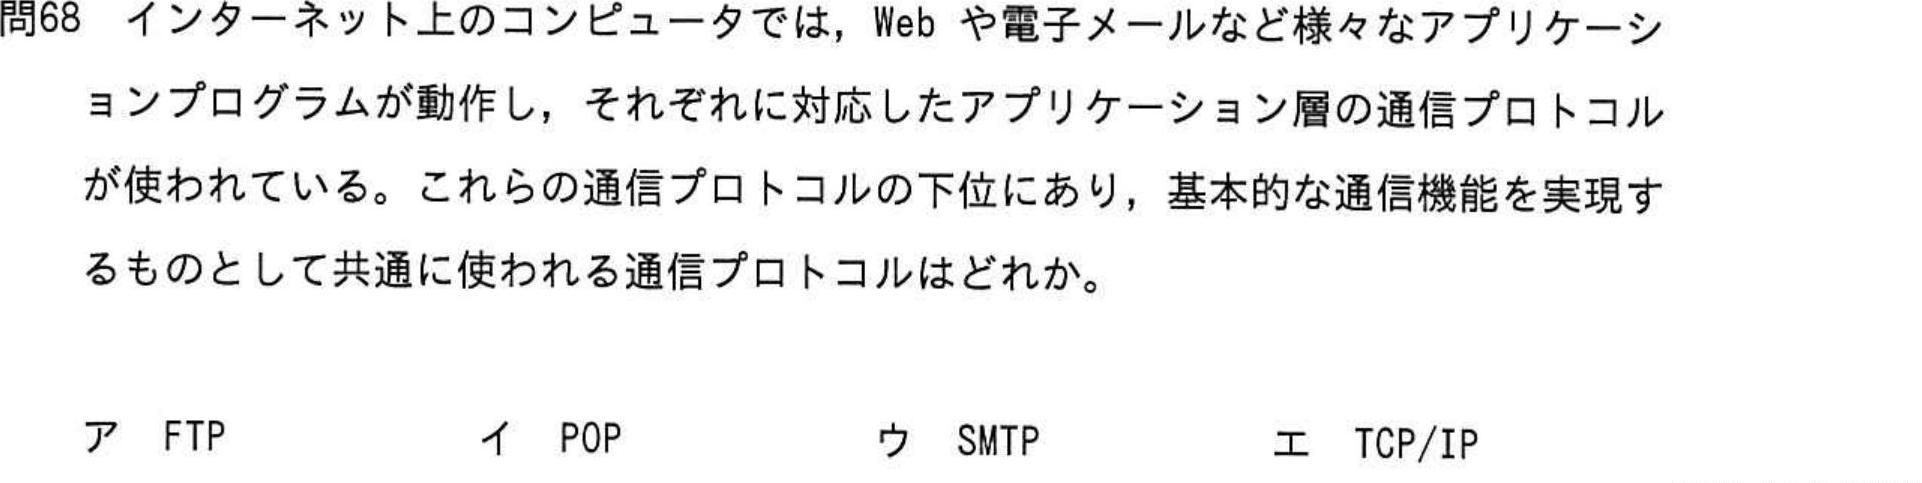 問68 インターネット上のコンピュータでは，Web や電子メールなど様々なアプリケーシ
ョンプログラムが動作し，それぞれに対応したアプリケーション層の通信プロトコル
が使われている。これらの通信プロトコルの下位にあり，基本的な通信機能を実現す
るものとして共通に使われる通信プロトコルはどれか。
ア FTP イ POP ウ SMTP エ TCP/IP